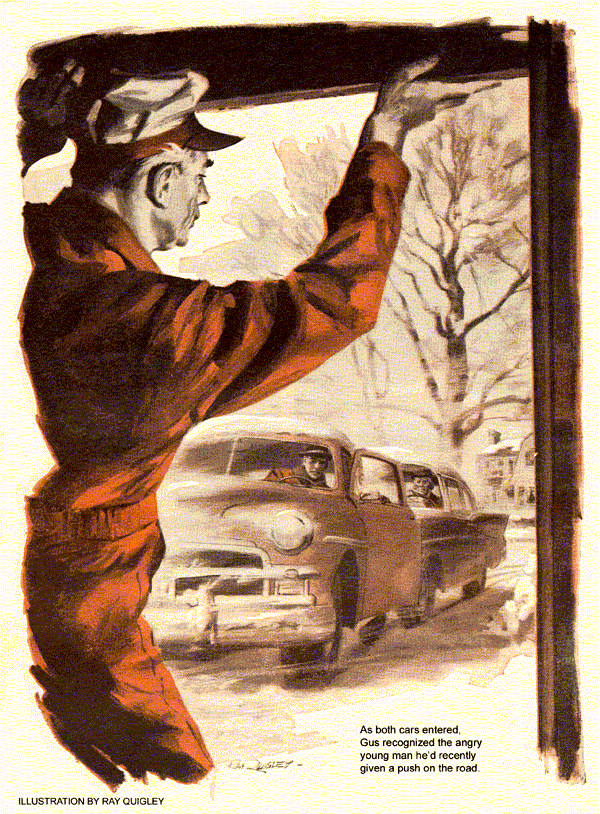 As both cars entered,
Gus recognized the angry
young man he'd recently
given a push on the road.
QUIGLEY
ILLUSTRATION BY RAY QUIGLEY